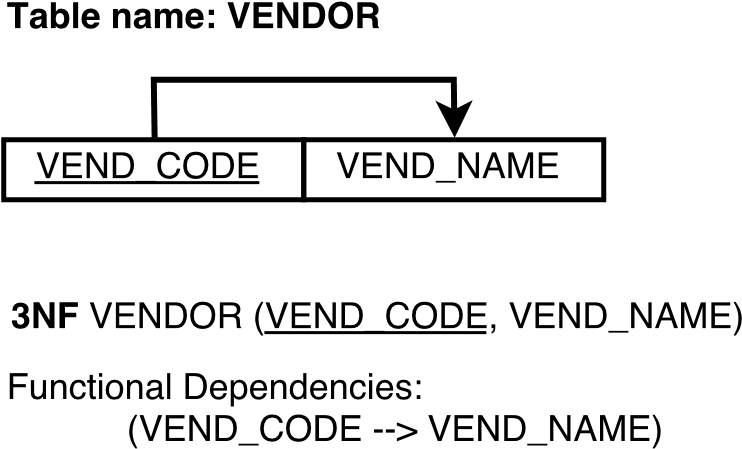 Table name: VENDOR
VEND_CODE VEND_NAME
3NF VENDOR (VEND_CODE, VEND_NAME)
Functional Dependencies:
(VEND_CODE --> VEND_NAME)